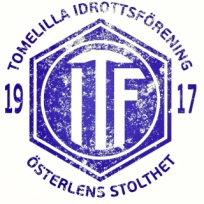 TOMELILLA IDROTTSFÖRENING
19 TIF 17
ÖSTERLENS STOLTHET